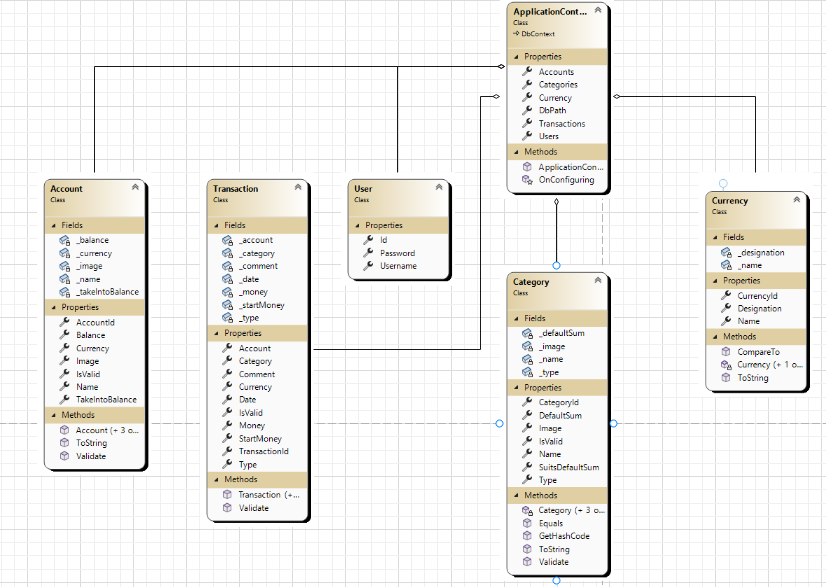 ApplicationCont...
Class
DbContext
Properties
Accounts
Categories
Currency
DbPath
Transactions
Users
Methods
ApplicationCon...
OnConfiguring
Account
Class
Fields
_balance
_currency
_image
_name
_takeIntoBalance
Properties
AccountId
Balance
Currency
Image
IsValid
Name
TakeIntoBalance
Methods
Account (+ 3 o...
ToString
Validate
Transaction
Class
Fields
_account
_category
_comment
_date
_money
_startMoney
_type
Properties
Account
Category
Comment
Currency
Date
IsValid
Money
StartMoney
TransactionId
Type
Methods
Transaction (+...
Validate
User
Class
Properties
Id
Password
Username
Category
Class
Fields
_defaultSum
_image
_name
_type
Properties
CategoryId
DefaultSum
Image
IsValid
Name
SuitsDefaultSum
Type
Methods
Category (+ 3 o...
Equals
GetHashCode
ToString
Validate
Currency
Class
Fields
_designation
_name
Properties
CurrencyId
Designation
Name
Methods
CompareTo
Currency (+ 1 o...
ToString